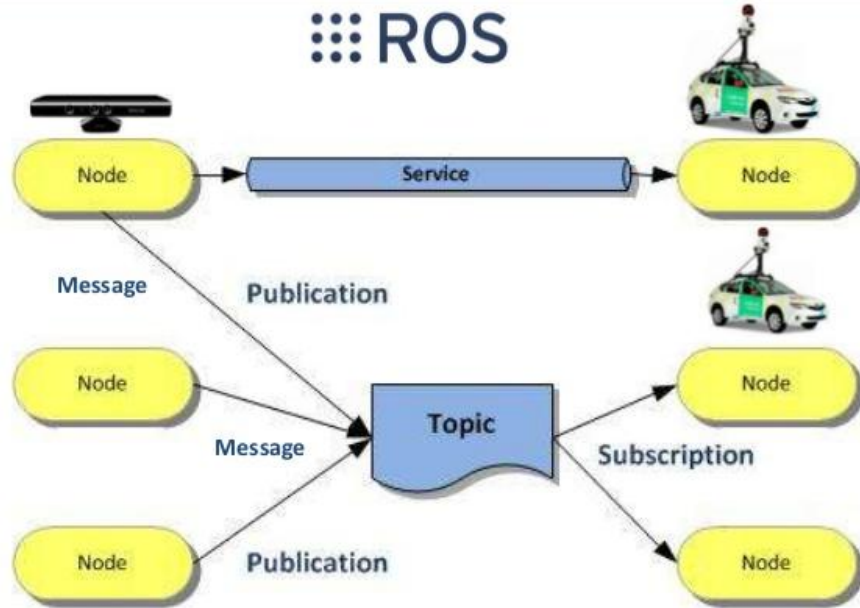 ROS
Node
Service
Node
Message
Publication
Node
Topic
Node
Message
Subscription
Node
Publication
Node